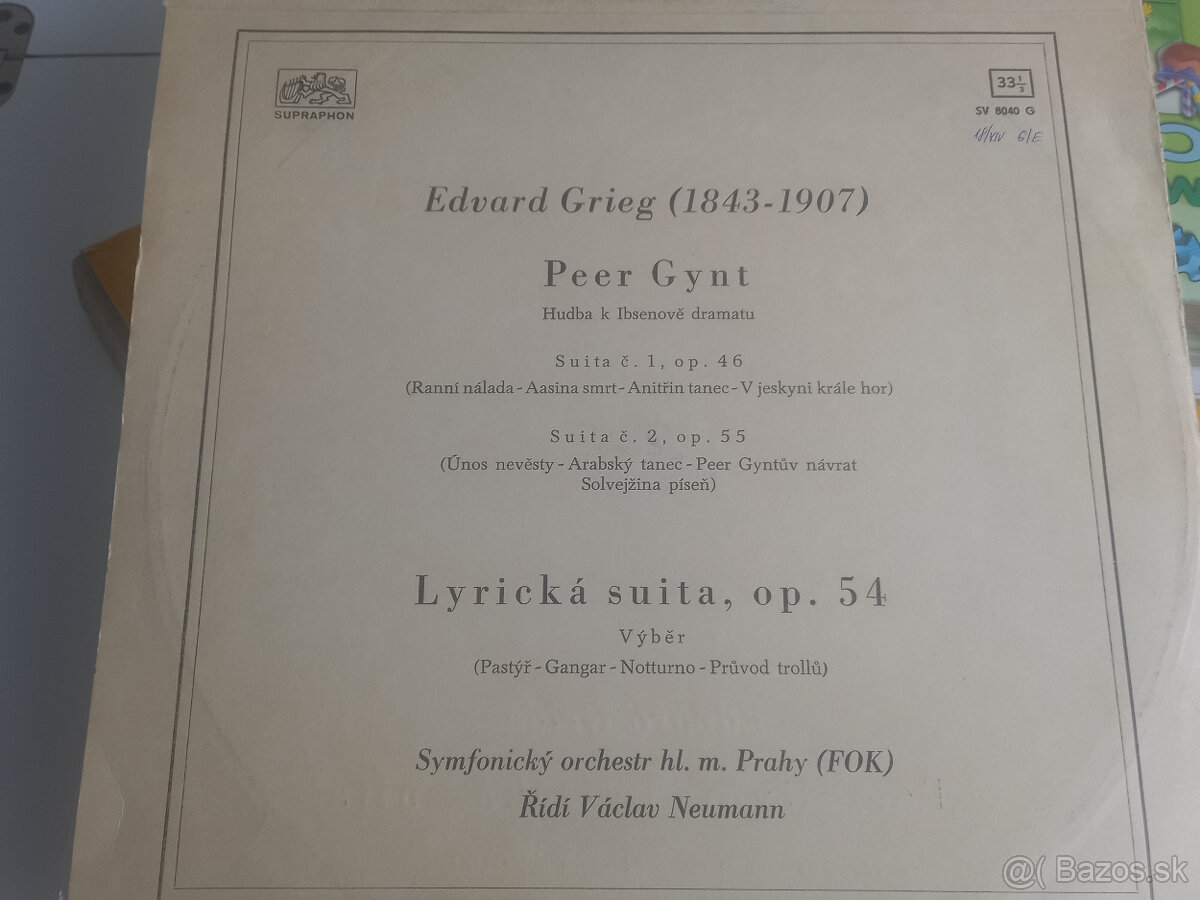 SUPRAPHON
33 1/3
SV 8040 G
Edvard Grieg (1843-1907)
Peer Gynt
Hudba k Ibsenově dramatu
Suita č. 1, op. 46
(Ranní nálada - Aasina smrt - Anitřin tanec - V jeskyni krále hor)
Suita č. 2, op. 55
(Únos nevěsty - Arabský tanec - Peer Gyntův návrat
Solvejžina píseň)
Lyrická suita, op. 54
Výběr
(Pastýř - Gangar - Notturno - Průvod trollů)
Symfonický orchestr hl. m. Prahy (FOK)
Řídí Václav Neumann
@( Bazos.sk